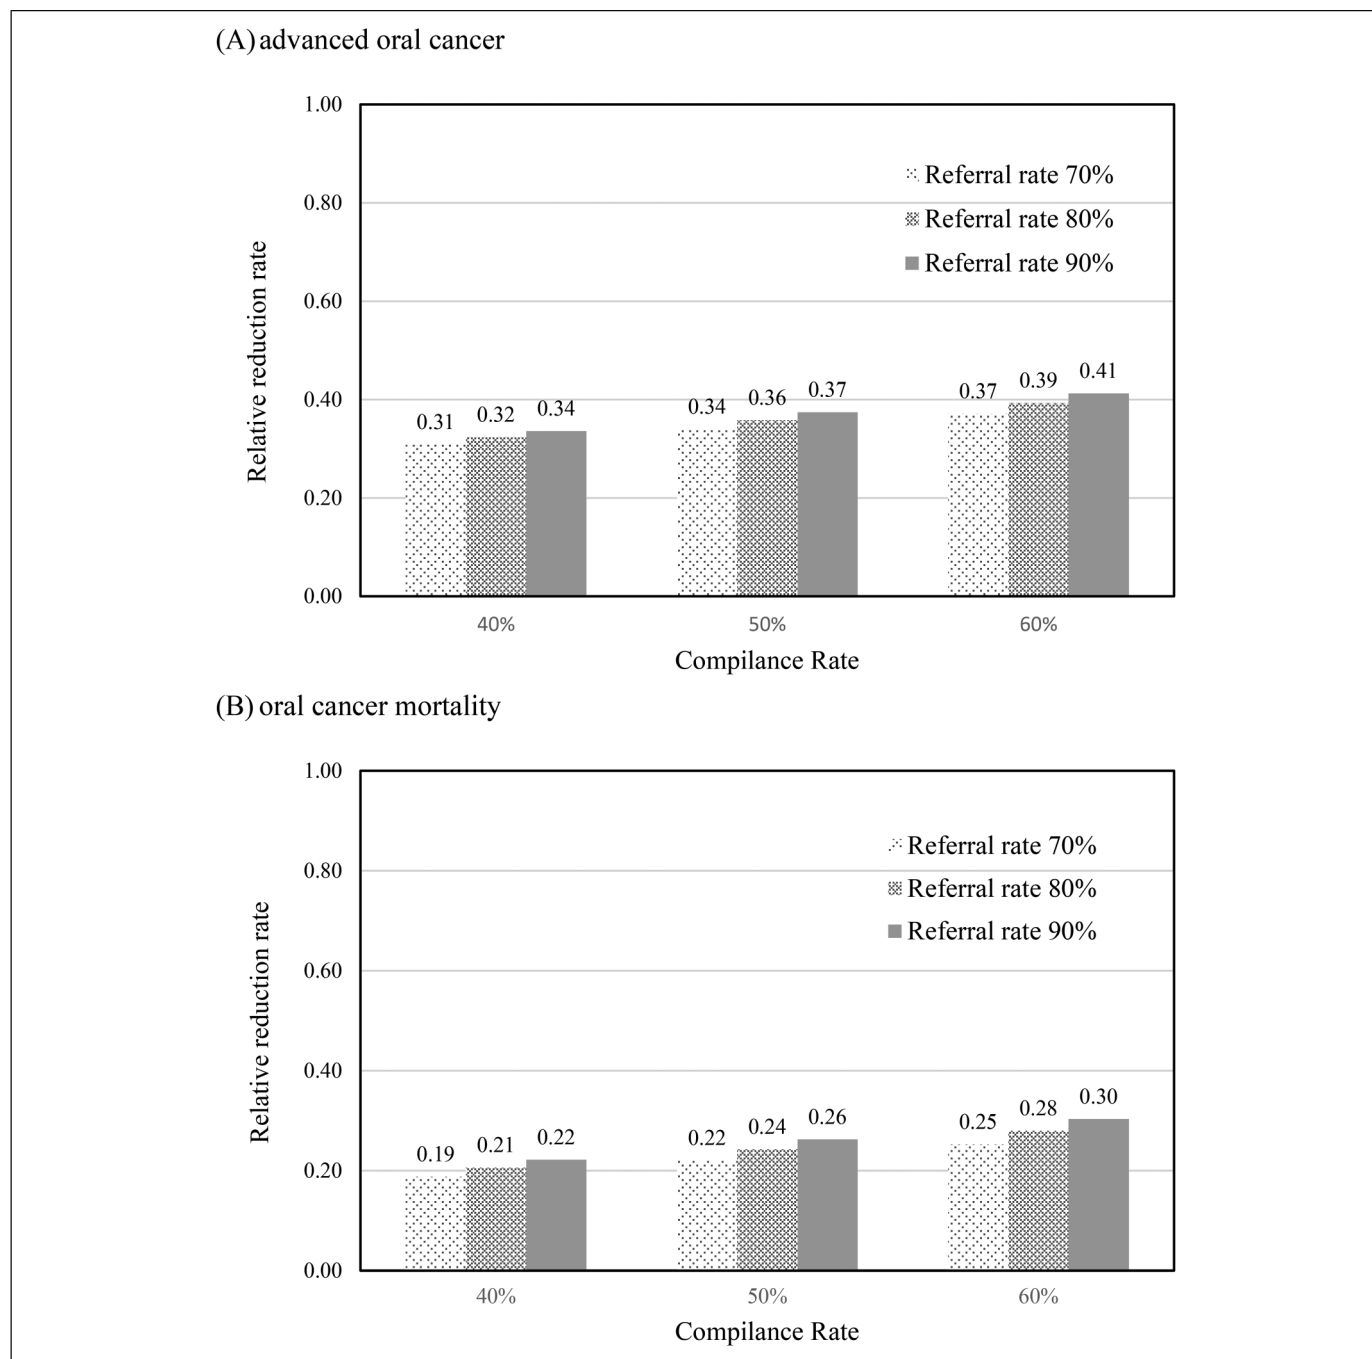 (A) advanced oral cancer
1.00
0.80
0.60
0.40
0.20
0.00
Relative reduction rate
Referral rate 70%
Referral rate 80%
Referral rate 90%
0.31 0.32 0.34
0.34 0.36 0.37
0.37 0.39 0.41
40% 50% 60%
Compilance Rate
(B) oral cancer mortality
1.00
0.80
0.60
0.40
0.20
0.00
Relative reduction rate
Referral rate 70%
Referral rate 80%
Referral rate 90%
0.19 0.21 0.22
0.22 0.24 0.26
0.25 0.28 0.30
40% 50% 60%
Compilance Rate